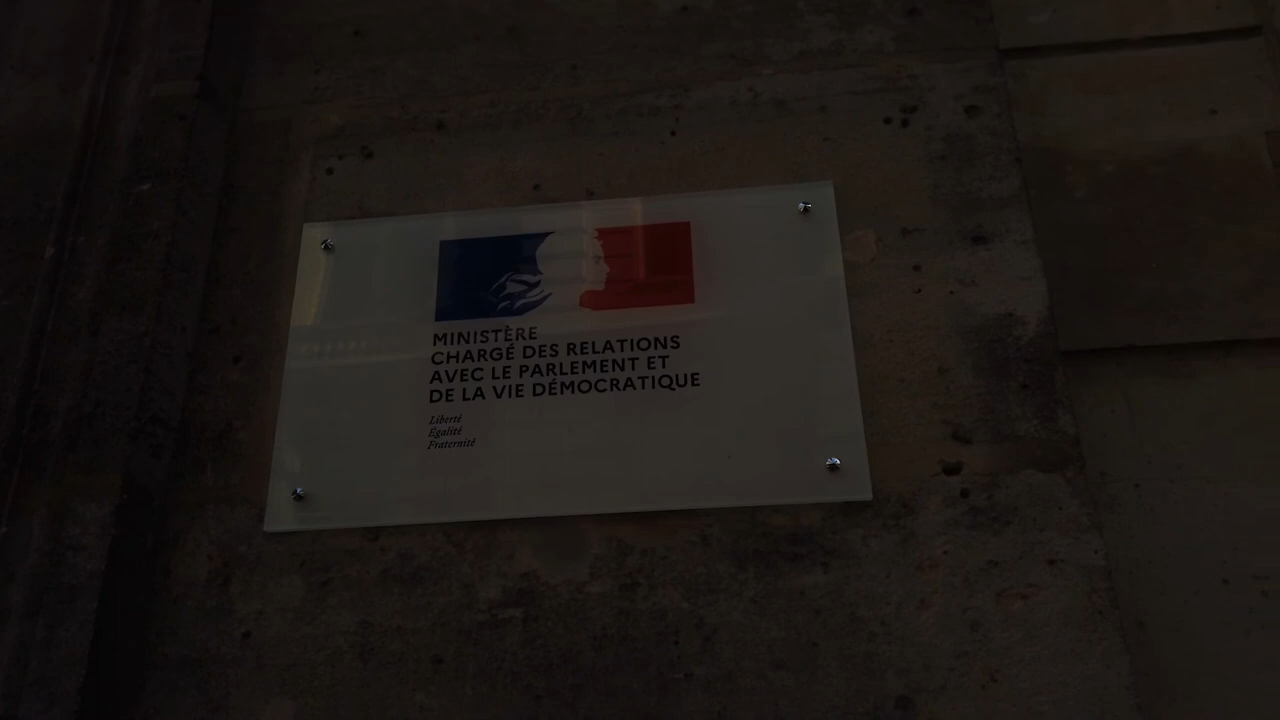 MINISTÈRE
CHARGÉ DES RELATIONS
AVEC LE PARLEMENT ET
DE LA VIE DÉMOCRATIQUE
Liberté
Égalité
Fraternité